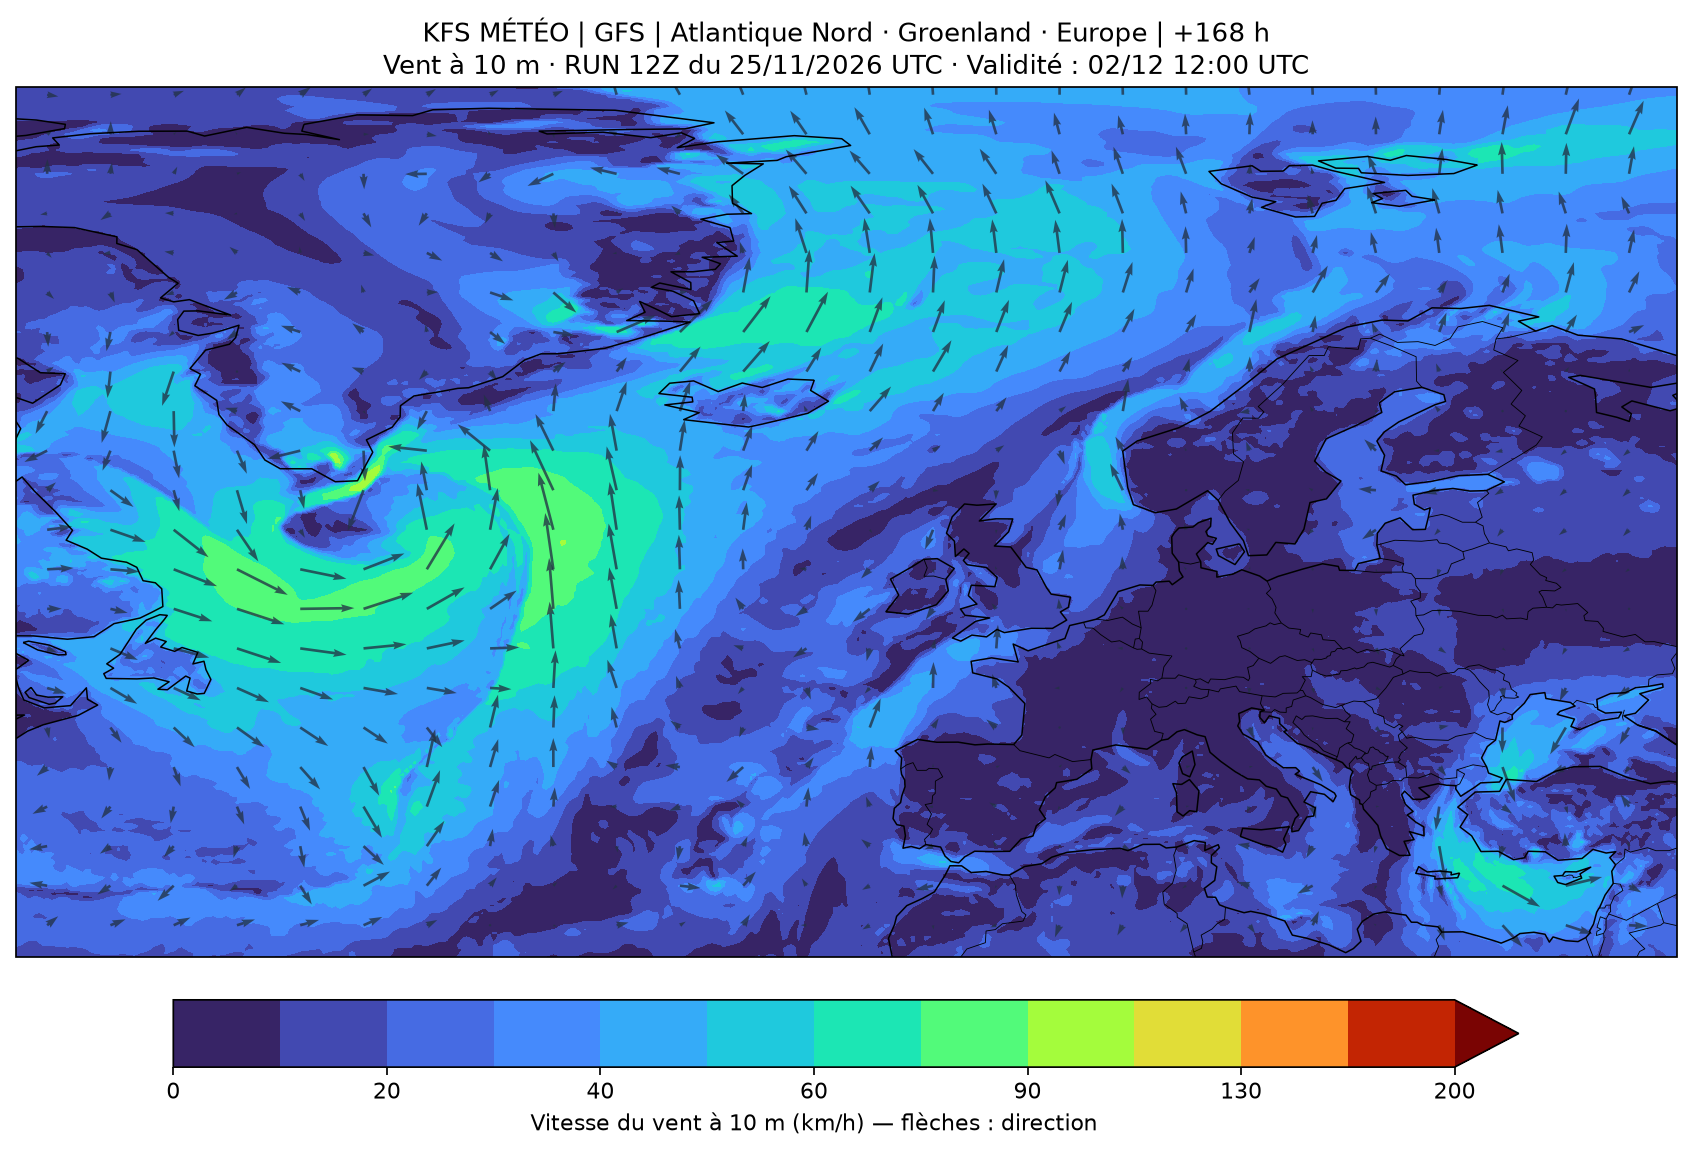 KFS MÉTÉO | GFS | Atlantique Nord · Groenland · Europe | +168 h
Vent à 10 m · RUN 12Z du 25/11/2026 UTC · Validité : 02/12 12:00 UTC
0 20 40 60 90 130 200
Vitesse du vent à 10 m (km/h) — flèches : direction